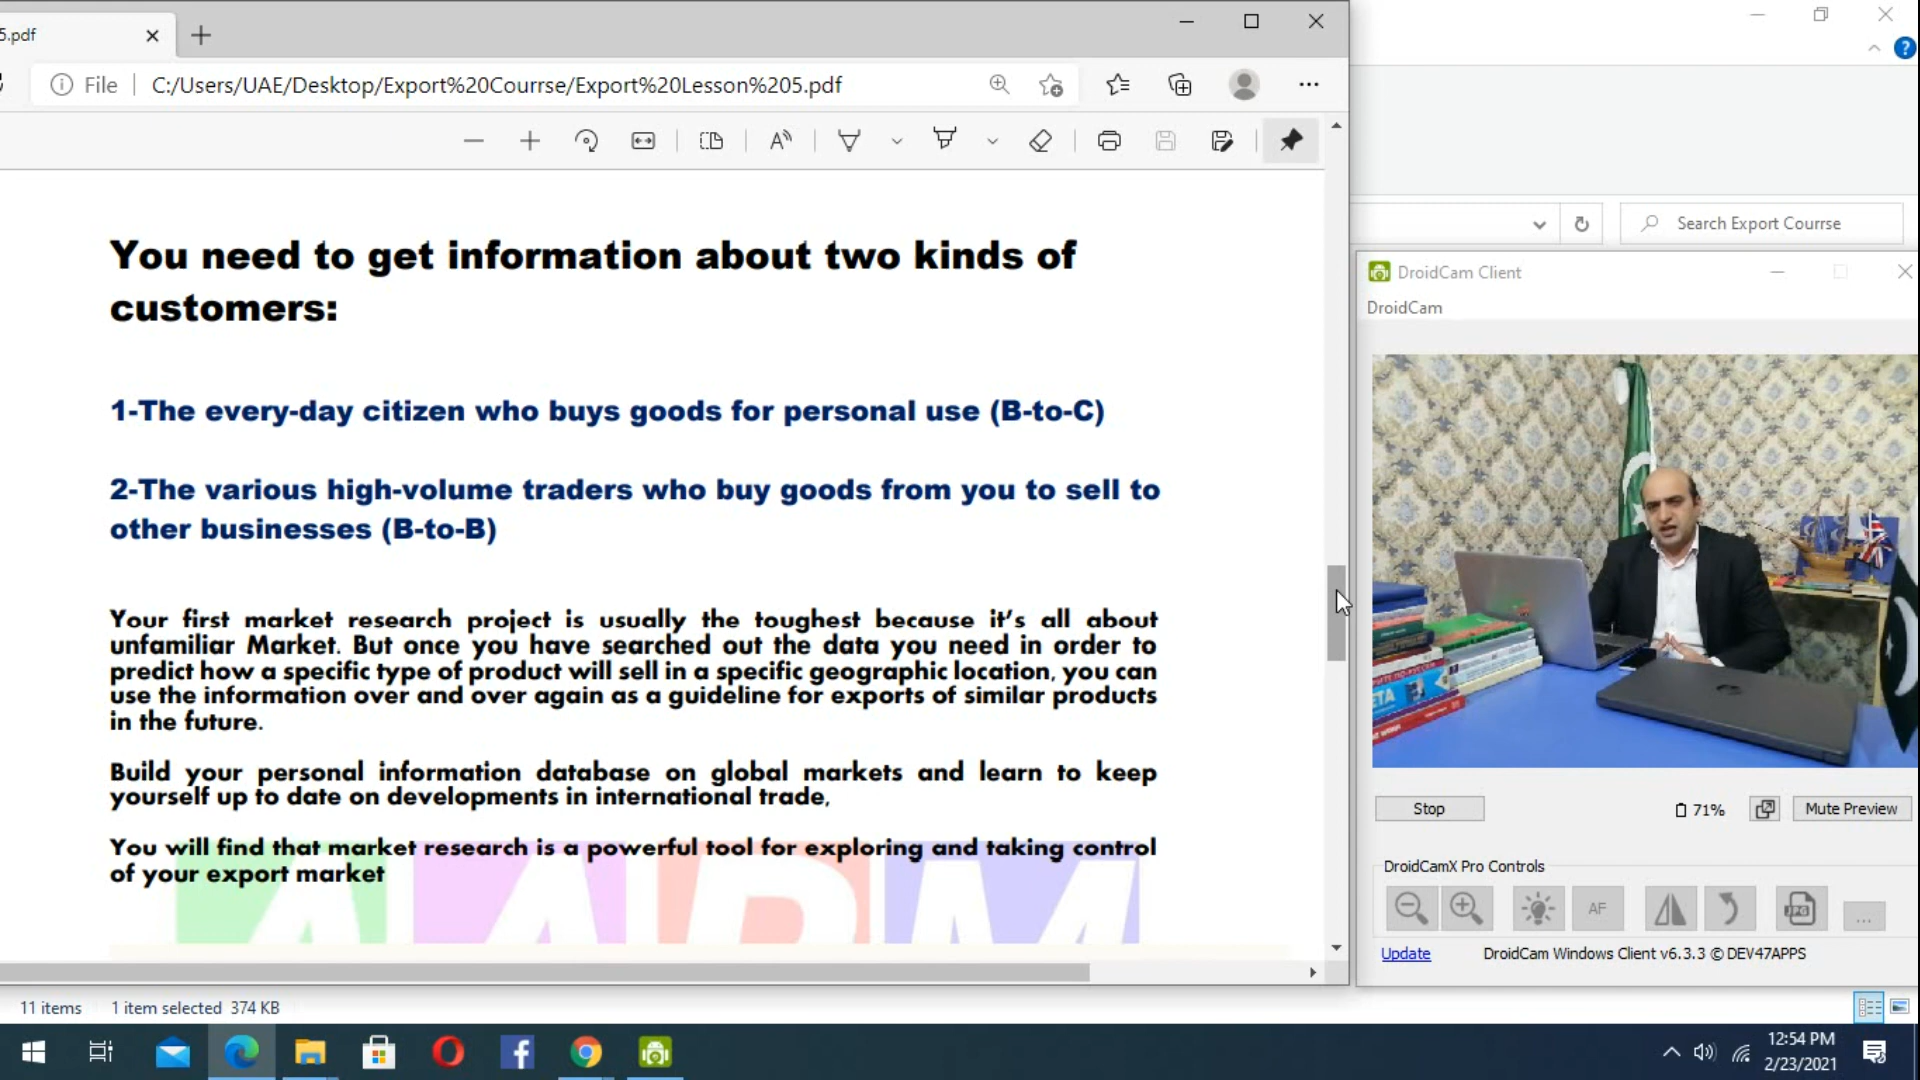 5.pdf
File
C:/Users/UAE/Desktop/Export%20Courrse/Export%20Lesson%205.pdf
You need to get information about two kinds of
customers:
1-The every-day citizen who buys goods for personal use (B-to-C)
2-The various high-volume traders who buy goods from you to sell to
other businesses (B-to-B)
Your first market research project is usually the toughest because it's all about
unfamiliar Market. But once you have searched out the data you need in order to
predict how a specific type of product will sell in a specific geographic location, you can
use the information over and over again as a guideline for exports of similar products
in the future.
Build your personal information database on global markets and learn to keep
yourself up to date on developments in international trade,
You will find that market research is a powerful tool for exploring and taking control
of your export market
11 items
1 item selected 374 KB
Search Export Courrse
DroidCam Client
DroidCam
Stop
71%
Mute Preview
DroidCamX Pro Controls
AF
JPG
...
Update
DroidCam Windows Client v6.3.3 © DEV47APPS
12:54 PM
2/23/2021